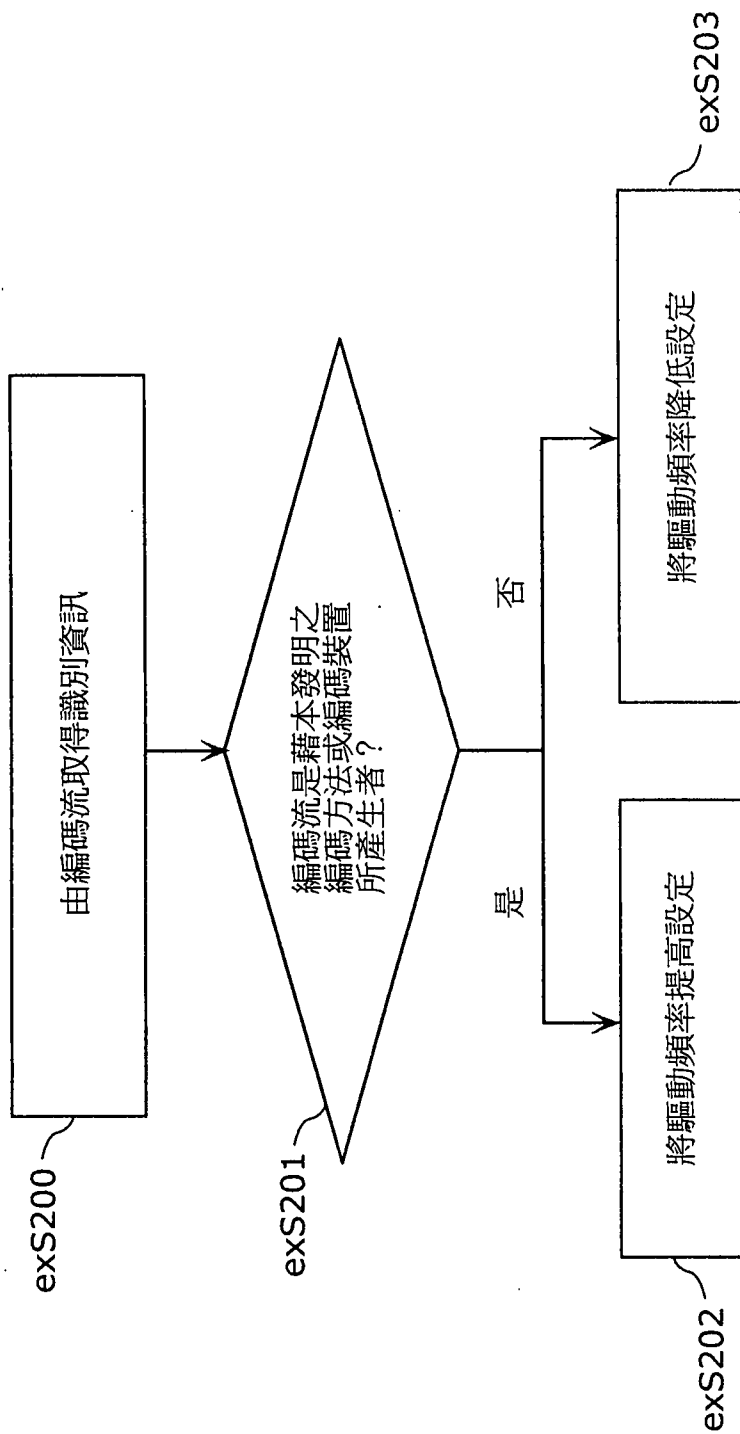 exS200
由編碼流取得識別資訊
exS201
編碼流是藉本發明之
編碼方法或編碼裝置
所產生者？
是
否
exS202
將驅動頻率提高設定
exS203
將驅動頻率降低設定